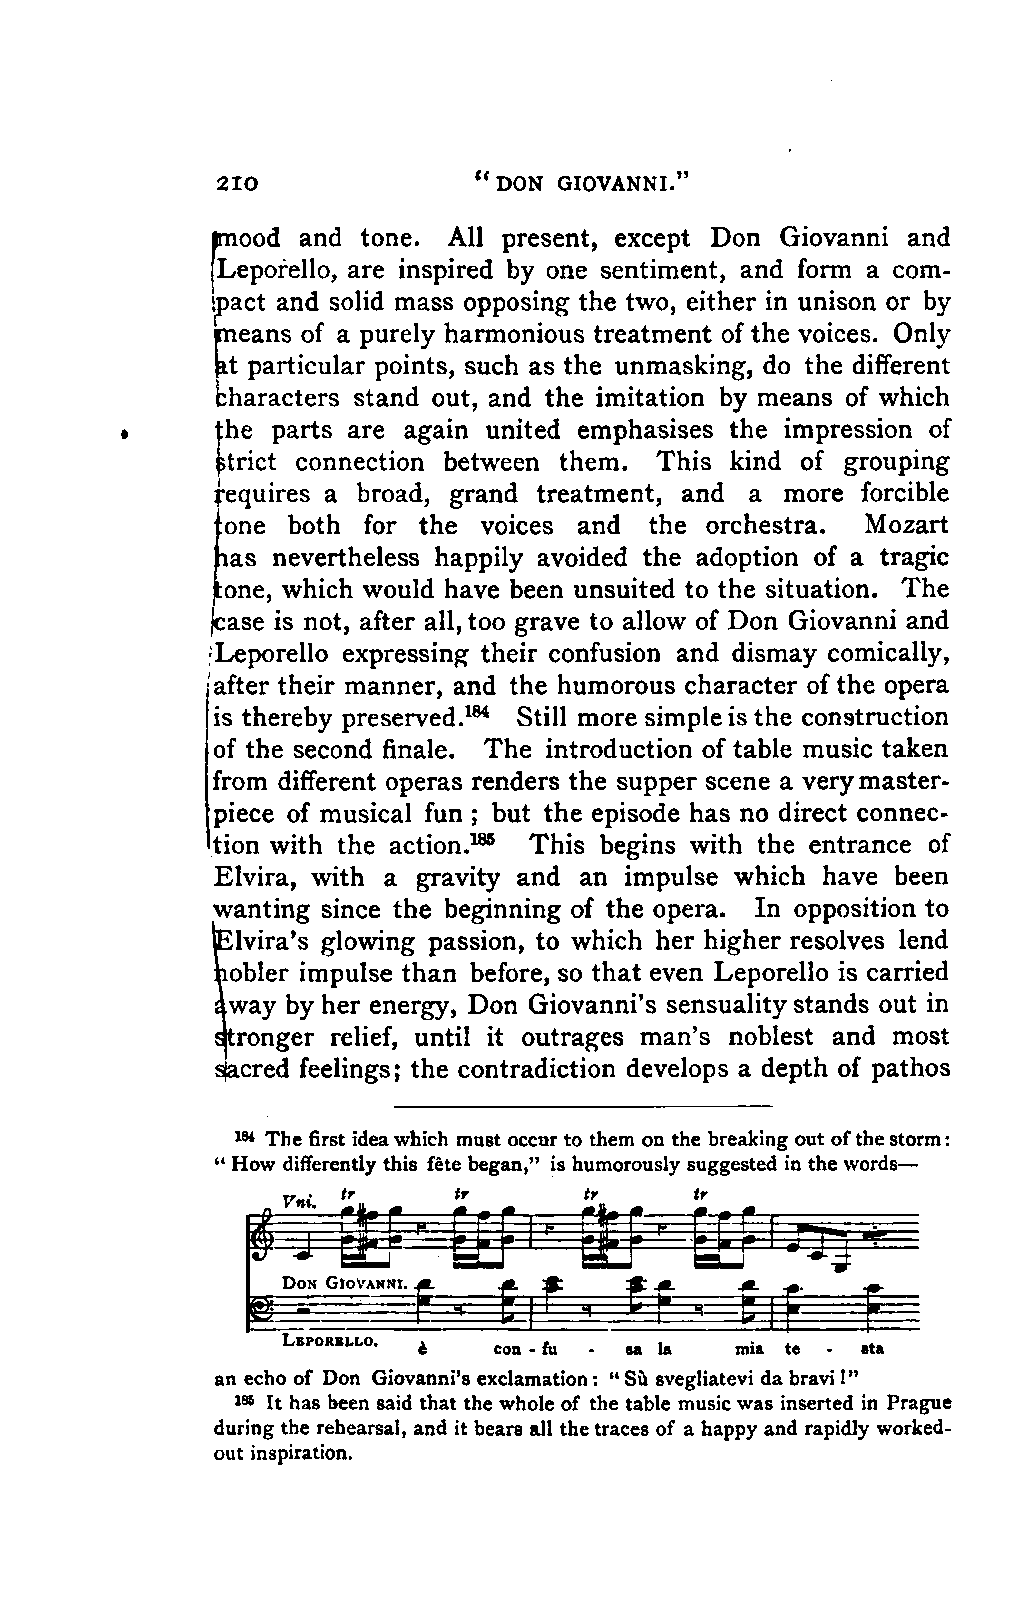 210 "DON GIOVANNI."
mood and tone. All present, except Don Giovanni and
Leporello, are inspired by one sentiment, and form a com-
pact and solid mass opposing the two, either in unison or by
means of a purely harmonious treatment of the voices. Only
at particular points, such as the unmasking, do the different
characters stand out, and the imitation by means of which
the parts are again united emphasises the impression of
strict connection between them. This kind of grouping
requires a broad, grand treatment, and a more forcible
tone both for the voices and the orchestra. Mozart
has nevertheless happily avoided the adoption of a tragic
tone, which would have been unsuited to the situation. The
case is not, after all, too grave to allow of Don Giovanni and
Leporello expressing their confusion and dismay comically,
after their manner, and the humorous character of the opera
is thereby preserved.¹⁸⁴ Still more simple is the construction
of the second finale. The introduction of table music taken
from different operas renders the supper scene a very master-
piece of musical fun ; but the episode has no direct connec-
tion with the action.¹⁸⁵ This begins with the entrance of
Elvira, with a gravity and an impulse which have been
wanting since the beginning of the opera. In opposition to
Elvira's glowing passion, to which her higher resolves lend
nobler impulse than before, so that even Leporello is carried
away by her energy, Don Giovanni's sensuality stands out in
stronger relief, until it outrages man's noblest and most
sacred feelings; the contradiction develops a depth of pathos
¹⁸⁴ The first idea which must occur to them on the breaking out of the storm:
"How differently this fête began," is humorously suggested in the words—
Vni. tr tr tr tr
DON GIOVANNI.
LEPORELLO. è con - fu - sa la mia te - sta
an echo of Don Giovanni's exclamation: "Sù svegliatevi da bravi!"
¹⁸⁵ It has been said that the whole of the table music was inserted in Prague
during the rehearsal, and it bears all the traces of a happy and rapidly worked-
out inspiration.